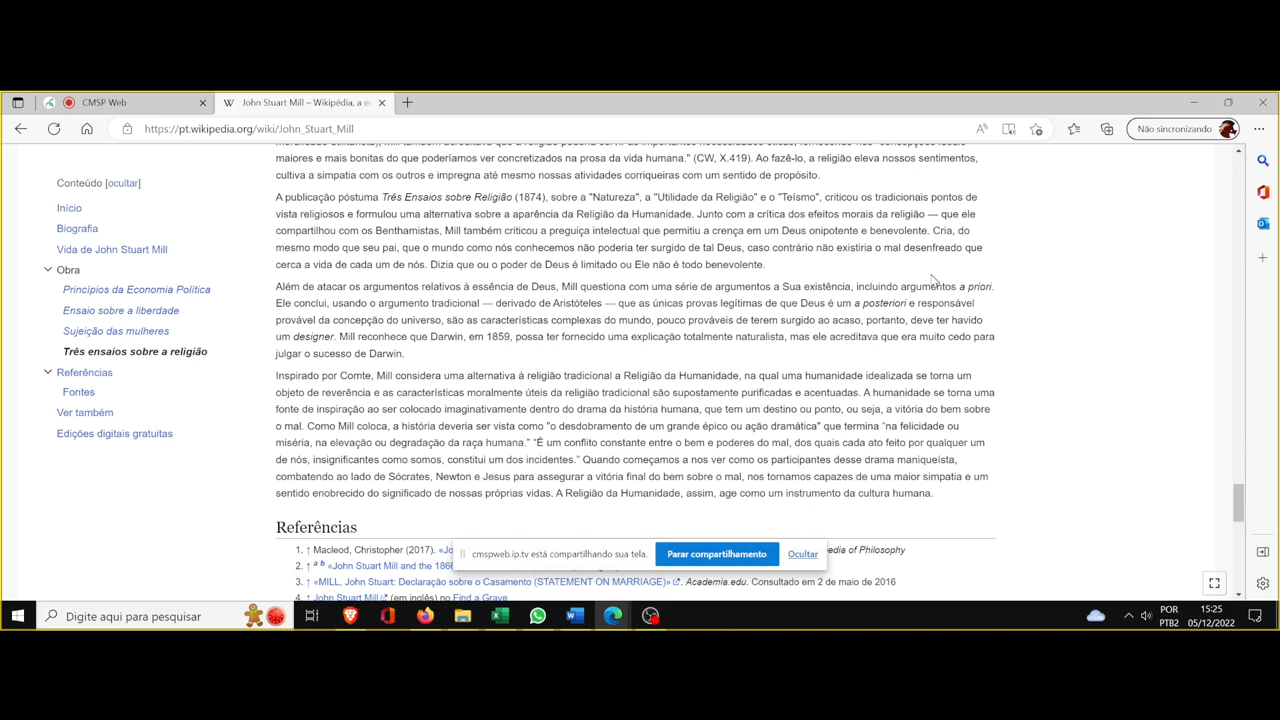 CMSP Web
John Stuart Mill – Wikipédia, a en
https://pt.wikipedia.org/wiki/John_Stuart_Mill
Não sincronizando
Conteúdo [ocultar]
Início
Biografia
Vida de John Stuart Mill
Obra
Princípios da Economia Política
Ensaio sobre a liberdade
Sujeição das mulheres
Três ensaios sobre a religião
Referências
Fontes
Ver também
Edições digitais gratuitas
maiores e mais bonitas do que poderíamos ver concretizados na prosa da vida humana." (CW, X.419). Ao fazê-lo, a religião eleva nossos sentimentos,
cultiva a simpatia com os outros e impregna até mesmo nossas atividades corriqueiras com um sentido de propósito.
A publicação póstuma Três Ensaios sobre Religião (1874), sobre a "Natureza", a "Utilidade da Religião" e o "Teísmo", criticou os tradicionais pontos de
vista religiosos e formulou uma alternativa sobre a aparência da Religião da Humanidade. Junto com a crítica dos efeitos morais da religião — que ele
compartilhou com os Benthamistas, Mill também criticou a preguiça intelectual que permitiu a crença em um Deus onipotente e benevolente. Cria, do
mesmo modo que seu pai, que o mundo como nós conhecemos não poderia ter surgido de tal Deus, caso contrário não existiria o mal desenfreado que
cerca a vida de cada um de nós. Dizia que ou o poder de Deus é limitado ou Ele não é todo benevolente.
Além de atacar os argumentos relativos à essência de Deus, Mill questiona com uma série de argumentos a Sua existência, incluindo argumentos a priori.
Ele conclui, usando o argumento tradicional — derivado de Aristóteles — que as únicas provas legítimas de que Deus é um a posteriori e responsável
provável da concepção do universo, são as características complexas do mundo, pouco prováveis de terem surgido ao acaso, portanto, deve ter havido
um designer. Mill reconhece que Darwin, em 1859, possa ter fornecido uma explicação totalmente naturalista, mas ele acreditava que era muito cedo para
julgar o sucesso de Darwin.
Inspirado por Comte, Mill considera uma alternativa à religião tradicional a Religião da Humanidade, na qual uma humanidade idealizada se torna um
objeto de reverência e as características moralmente úteis da religião tradicional são supostamente purificadas e acentuadas. A humanidade se torna uma
fonte de inspiração ao ser colocado imaginativamente dentro do drama da história humana, que tem um destino ou ponto, ou seja, a vitória do bem sobre
o mal. Como Mill coloca, a história deveria ser vista como "o desdobramento de um grande épico ou ação dramática" que termina "na felicidade ou
miséria, na elevação ou degradação da raça humana." "É um conflito constante entre o bem e poderes do mal, dos quais cada ato feito por qualquer um
de nós, insignificantes como somos, constitui um dos incidentes." Quando começamos a nos ver como os participantes desse drama maniqueísta,
combatendo ao lado de Sócrates, Newton e Jesus para assegurar a vitória final do bem sobre o mal, nos tornamos capazes de uma maior simpatia e um
sentido enobrecido do significado de nossas próprias vidas. A Religião da Humanidade, assim, age como um instrumento da cultura humana.
Referências
1. ↑ Macleod, Christopher (2017). «Jo
of Philosophy
2. ↑ a b «John Stuart Mill and the 186
3. ↑ «MILL, John Stuart: Declaração sobre o Casamento (STATEMENT ON MARRIAGE)». Academia.edu. Consultado em 2 de maio de 2016
4. ↑ John Stuart Mill (em inglês) no Find a Grave
cmspweb.ip.tv está compartilhando sua tela.
Parar compartilhamento
Ocultar
Digite aqui para pesquisar
POR
PTB2
15:25
05/12/2022